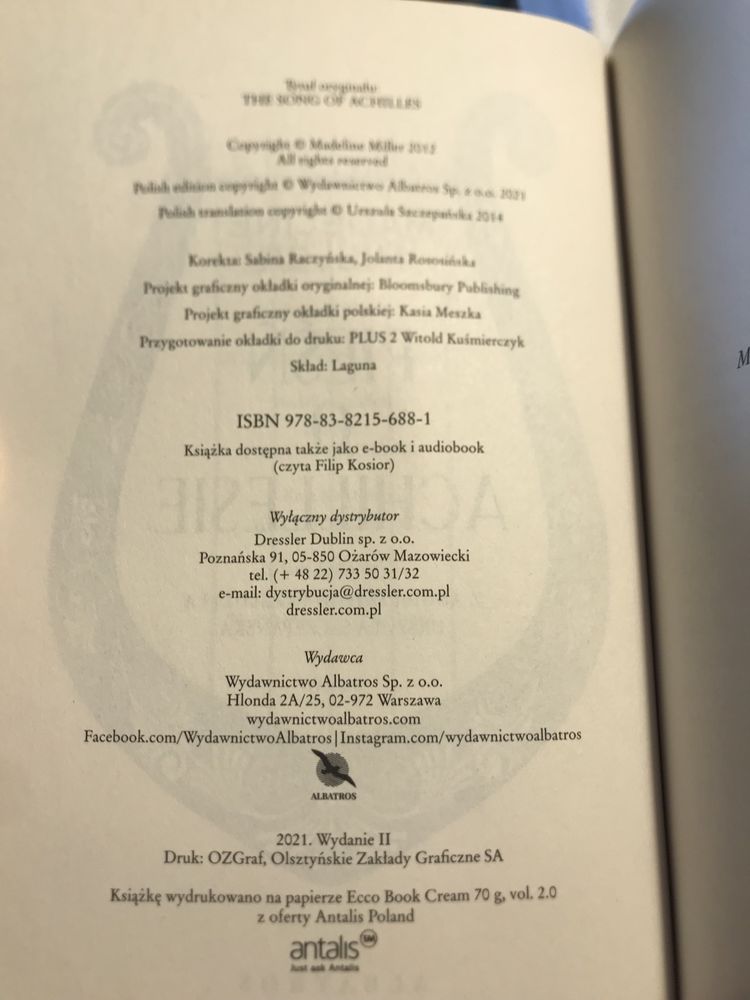 Tytuł oryginału
THE SONG OF ACHILLES
Copyright © Madeline Miller
All rights reserved
Polish edition copyright © Wydawnictwo Albatros Sp. z o.o. 2021
Polish translation copyright © Urszula Szczepańska 2014
Korekta: Sabina Raczyńska, Jolanta Rososińska
Projekt graficzny okładki oryginalnej: Bloomsbury Publishing
Projekt graficzny okładki polskiej: Kasia Meszka
Przygotowanie okładki do druku: PLUS 2 Witold Kuśmierczyk
Skład: Laguna
ISBN 978-83-8215-688-1
Książka dostępna także jako e-book i audiobook
(czyta Filip Kosior)
Wyłączny dystrybutor
Dressler Dublin sp. z o.o.
Poznańska 91, 05-850 Ożarów Mazowiecki
tel. (+ 48 22) 733 50 31/32
e-mail: dystrybucja@dressler.com.pl
dressler.com.pl
Wydawca
Wydawnictwo Albatros Sp. z o.o.
Hlonda 2A/25, 02-972 Warszawa
wydawnictwoalbatros.com
Facebook.com/WydawnictwoAlbatros|Instagram.com/wydawnictwoalbatros
ALBATROS
2021. Wydanie II
Druk: OZGraf, Olsztyńskie Zakłady Graficzne SA
Książkę wydrukowano na papierze Ecco Book Cream 70 g, vol. 2.0
z oferty Antalis Poland
antalis SM
Just ask Antalis